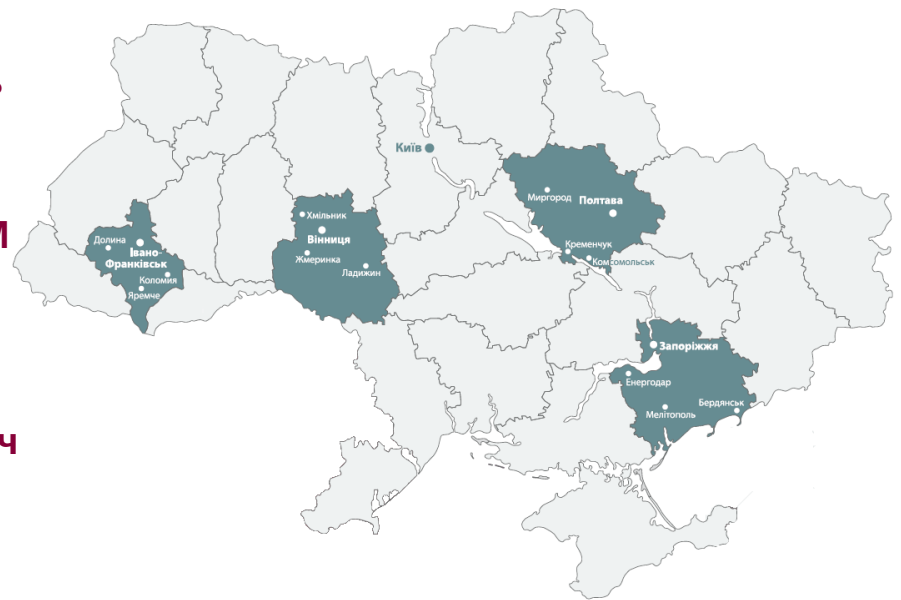 Київ
Хмільник
Вінниця
Жмеринка
Ладижин
Долина
Івано
Франківськ
Коломия
Яремче
Миргород
Полтава
Кременчук
Комсомольськ
Запоріжжя
Енергодар
Мелітополь
Бердянськ
м
ч